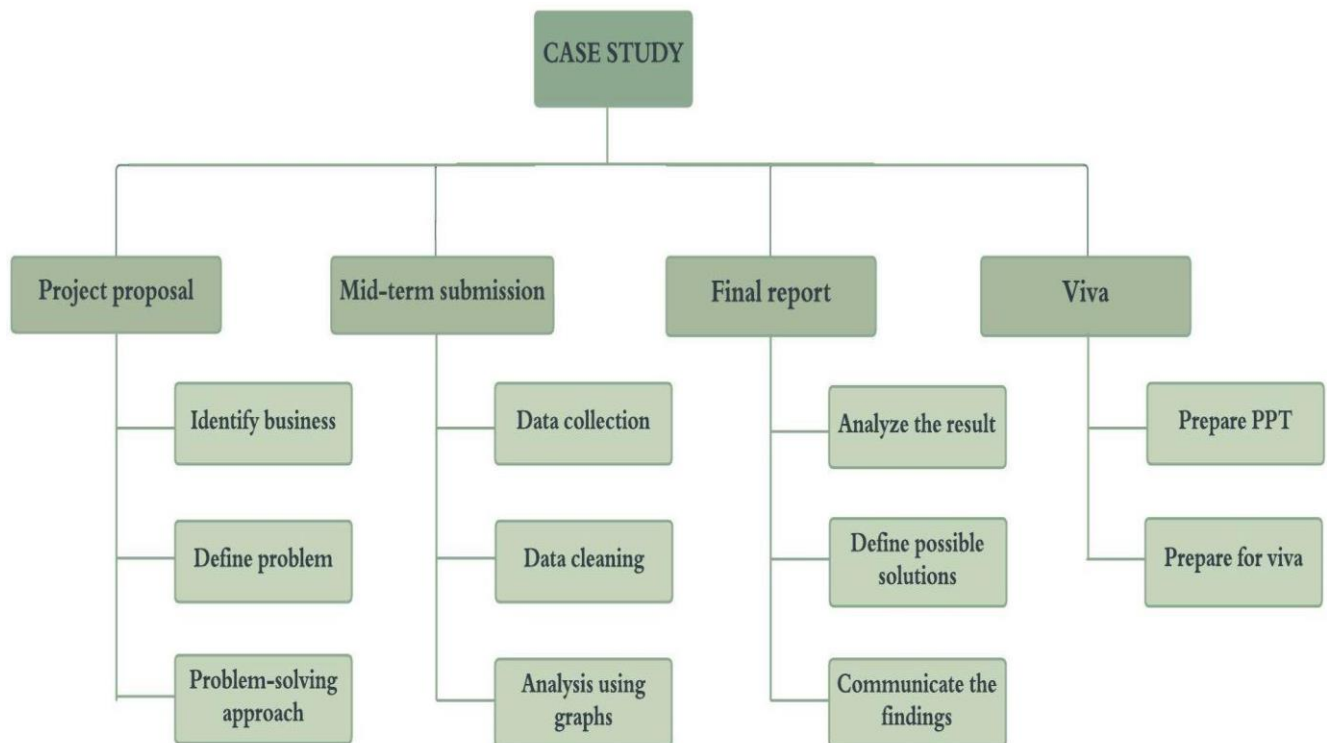 CASE STUDY
Project proposal
Mid-term submission
Final report
Viva
Identify business
Define problem
Problem-solving
approach
Data collection
Data cleaning
Analysis using
graphs
Analyze the result
Define possible
solutions
Communicate the
findings
Prepare PPT
Prepare for viva